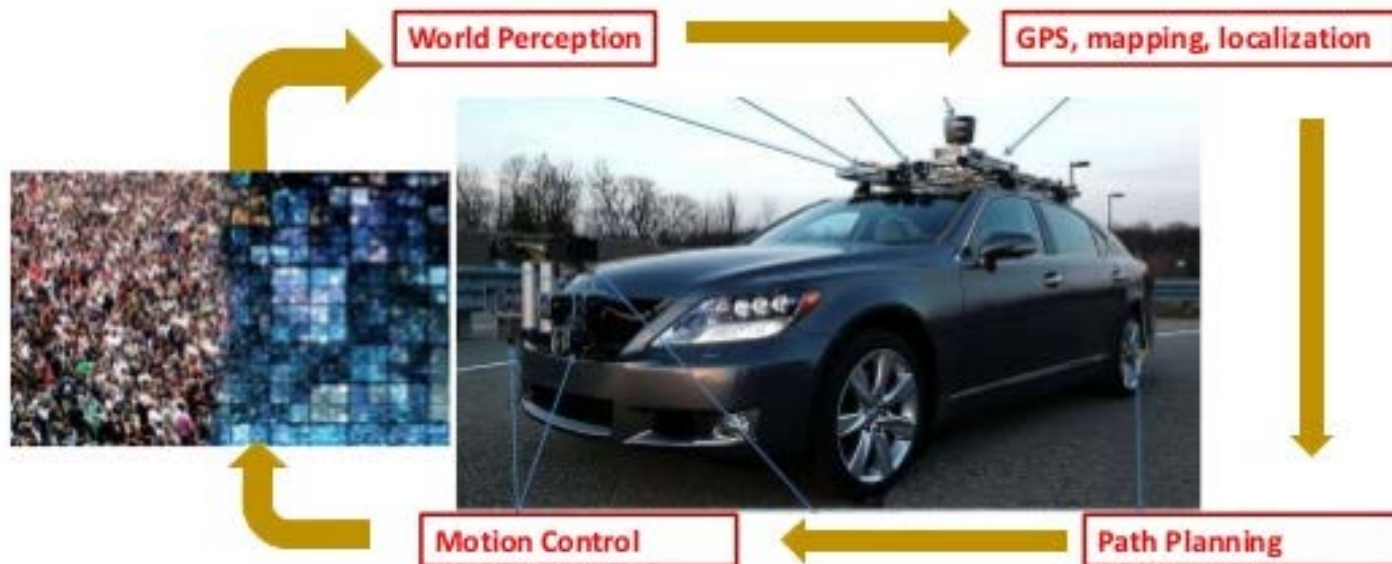 World Perception
GPS, mapping, localization
Motion Control
Path Planning